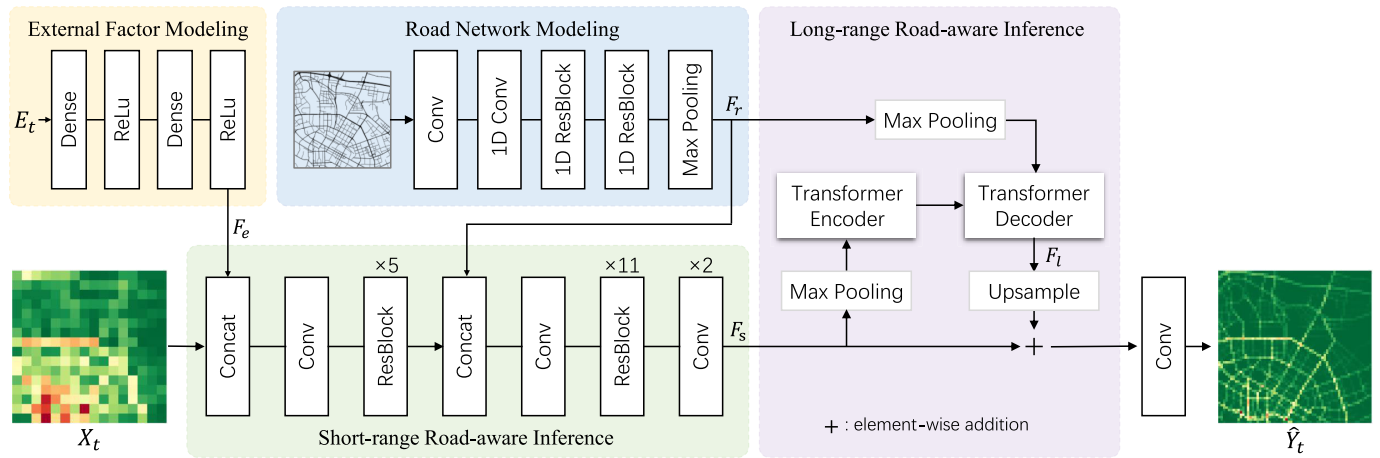 External Factor Modeling
E_t
Dense
ReLu
Dense
ReLu
F_e
Road Network Modeling
Conv
1D Conv
1D ResBlock
1D ResBlock
Max Pooling
F_r
Long-range Road-aware Inference
Max Pooling
Transformer
Encoder
Transformer
Decoder
F_l
Max Pooling
Upsample
+
+ : element-wise addition
X_t
Concat
Conv
×5
ResBlock
Concat
Conv
×11
ResBlock
×2
Conv
F_s
Short-range Road-aware Inference
Conv
Ŷ_t